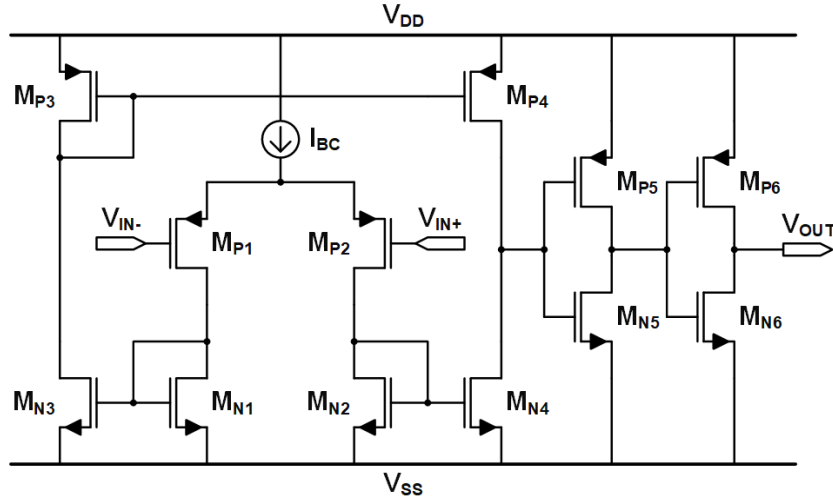 VDD
MP3
MP4
IBC
MP5
MP6
VIN-
MP1
MP2
VIN+
VOUT
MN5
MN6
MN3
MN1
MN2
MN4
VSS